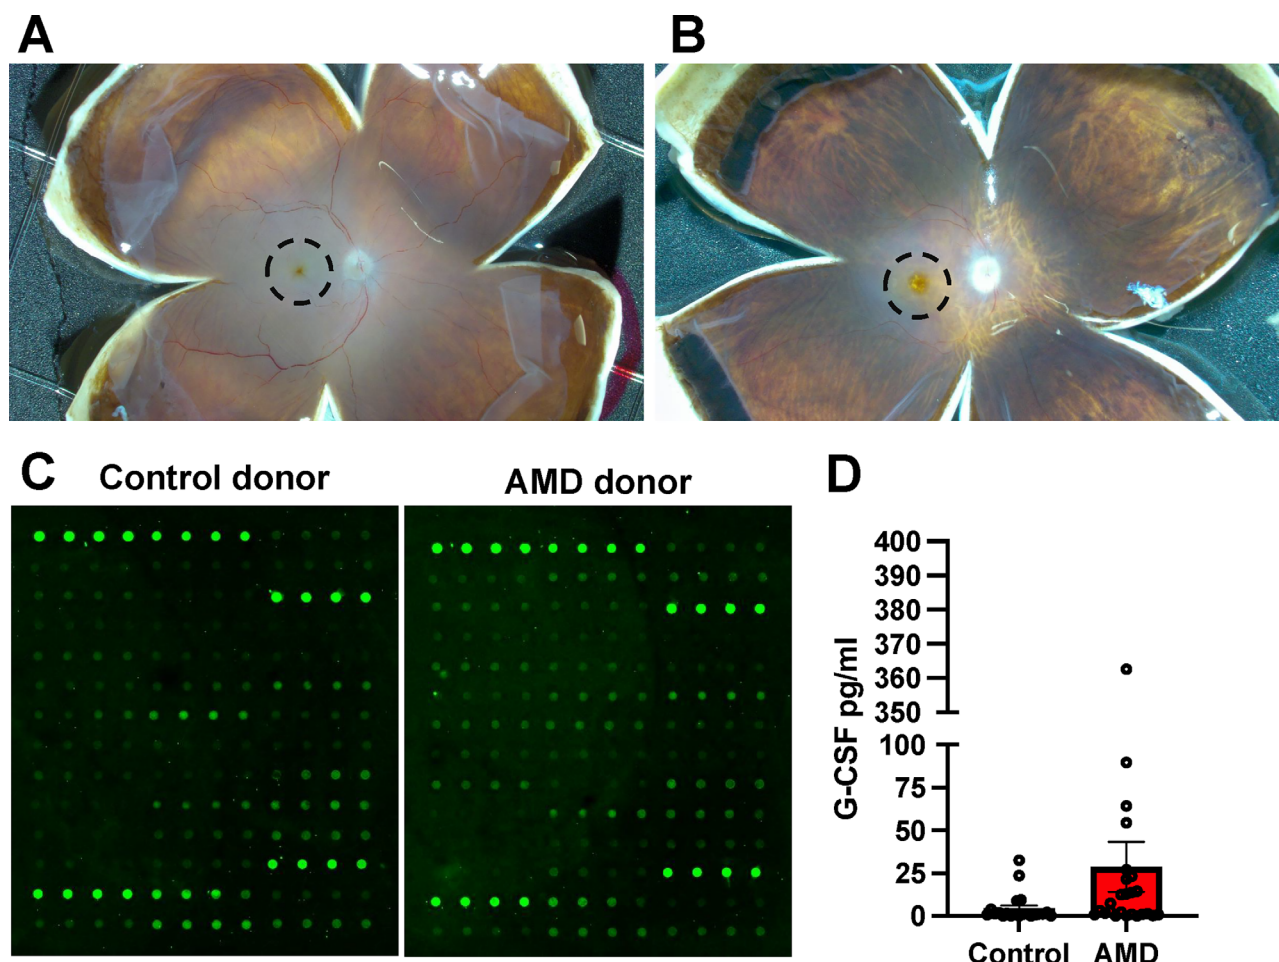 A
B
C
Control donor
AMD donor
D
G-CSF pg/ml
400
390
380
370
360
350
100
75
50
25
0
Control
AMD